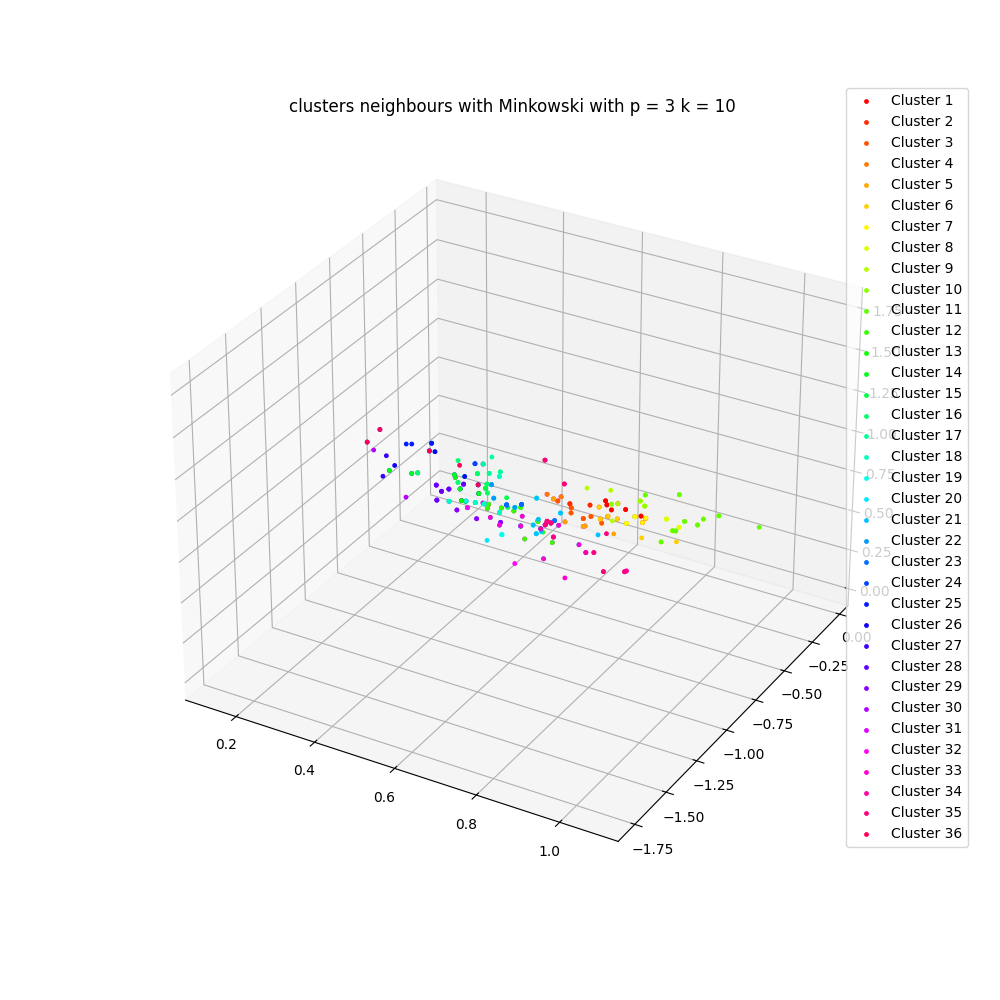 clusters neighbours with Minkowski with p = 3 k = 10
Cluster 1
Cluster 2
Cluster 3
Cluster 4
Cluster 5
Cluster 6
Cluster 7
Cluster 8
Cluster 9
Cluster 10
Cluster 11
Cluster 12
Cluster 13
Cluster 14
Cluster 15
Cluster 16
Cluster 17
Cluster 18
Cluster 19
Cluster 20
Cluster 21
Cluster 22
Cluster 23
Cluster 24
Cluster 25
Cluster 26
Cluster 27
Cluster 28
Cluster 29
Cluster 30
Cluster 31
Cluster 32
Cluster 33
Cluster 34
Cluster 35
Cluster 36
1.75
1.50
1.25
1.00
0.75
0.50
0.25
0.00
0.00
−0.25
−0.50
−0.75
−1.00
−1.25
−1.50
−1.75
0.2
0.4
0.6
0.8
1.0